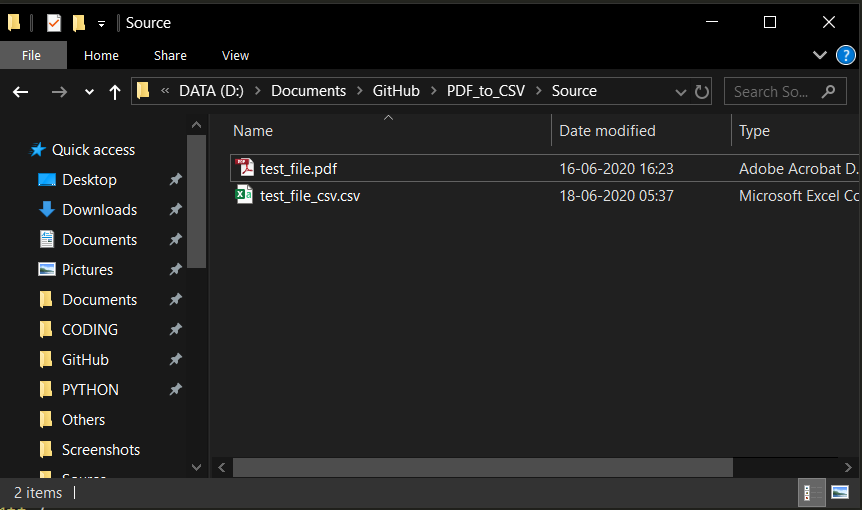 Source
File Home Share View
« DATA (D:) > Documents > GitHub > PDF_to_CSV > Source
Search So...
Name Date modified Type
test_file.pdf 16-06-2020 16:23 Adobe Acrobat D.
test_file_csv.csv 18-06-2020 05:37 Microsoft Excel Co
Quick access
Desktop
Downloads
Documents
Pictures
Documents
CODING
GitHub
PYTHON
Others
Screenshots
2 items